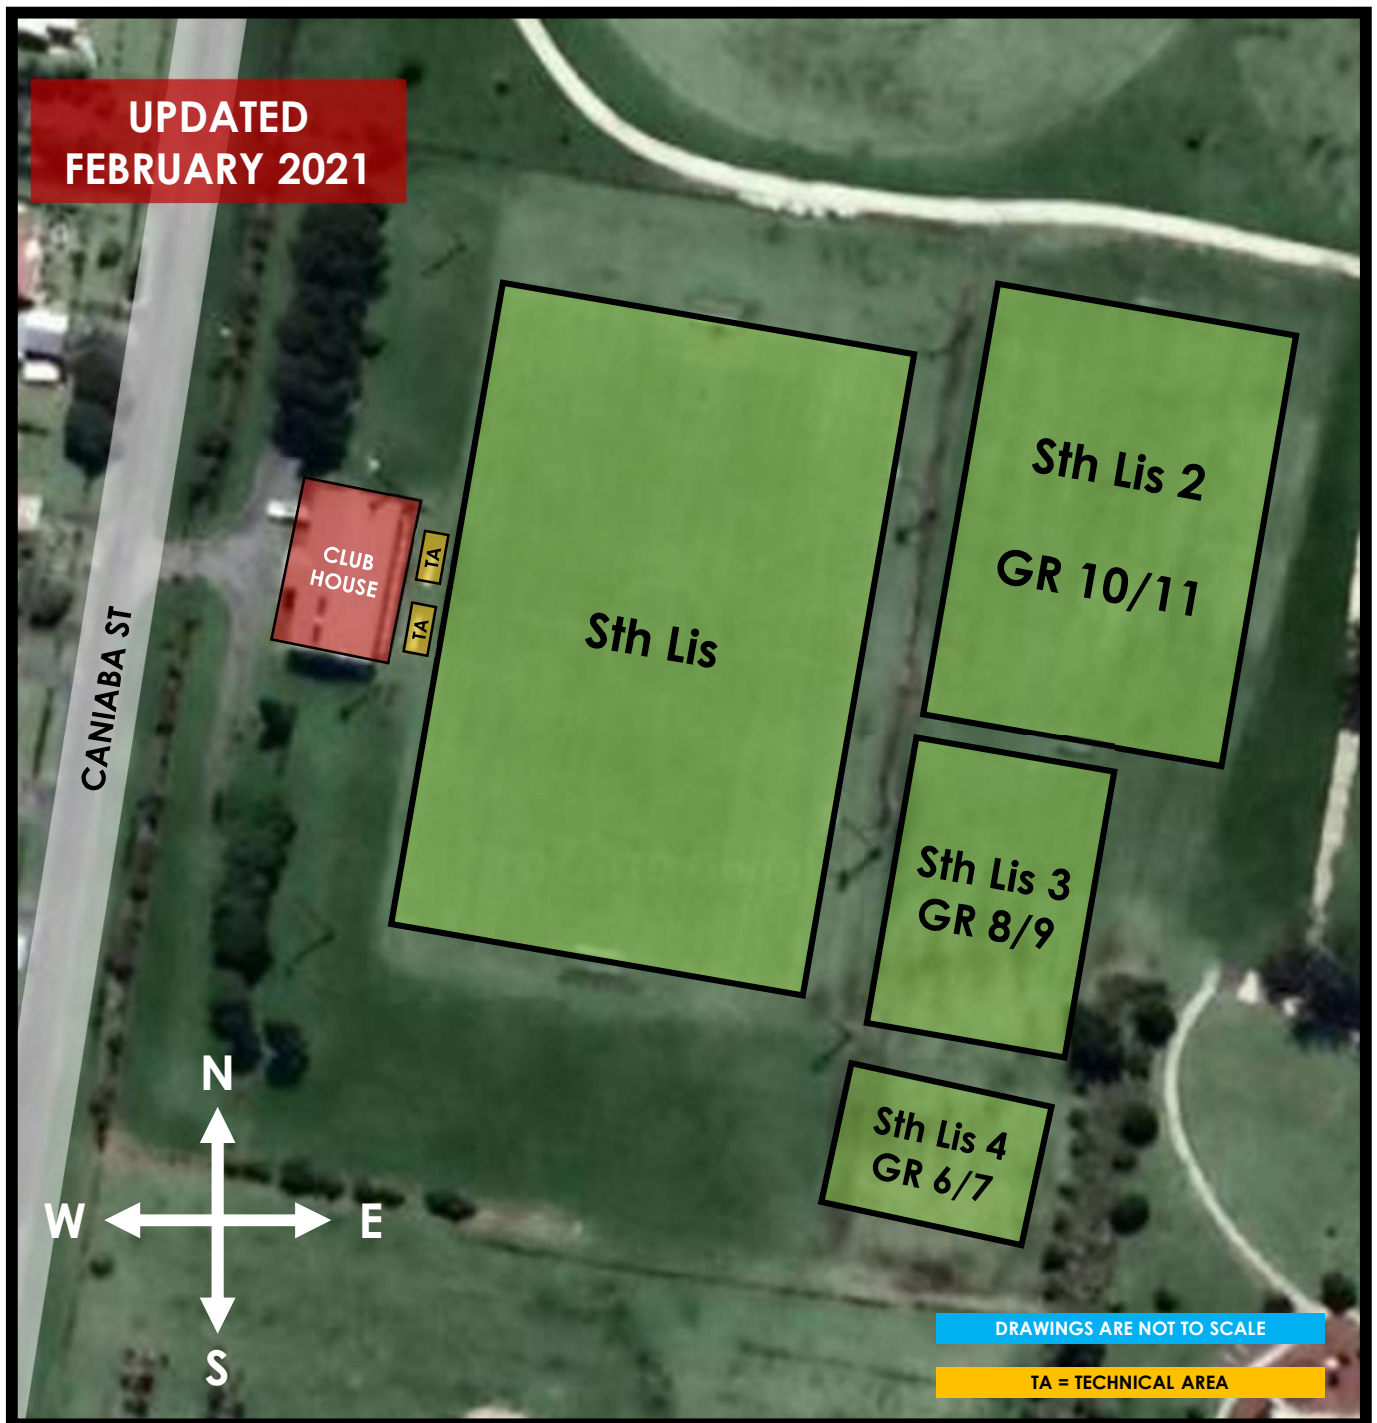 UPDATED
FEBRUARY 2021
Sth Lis 2
GR 10/11
CLUB
HOUSE
TA
TA
Sth Lis
CANIABA ST
Sth Lis 3
GR 8/9
N
W
E
S
Sth Lis 4
GR 6/7
DRAWINGS ARE NOT TO SCALE
TA = TECHNICAL AREA